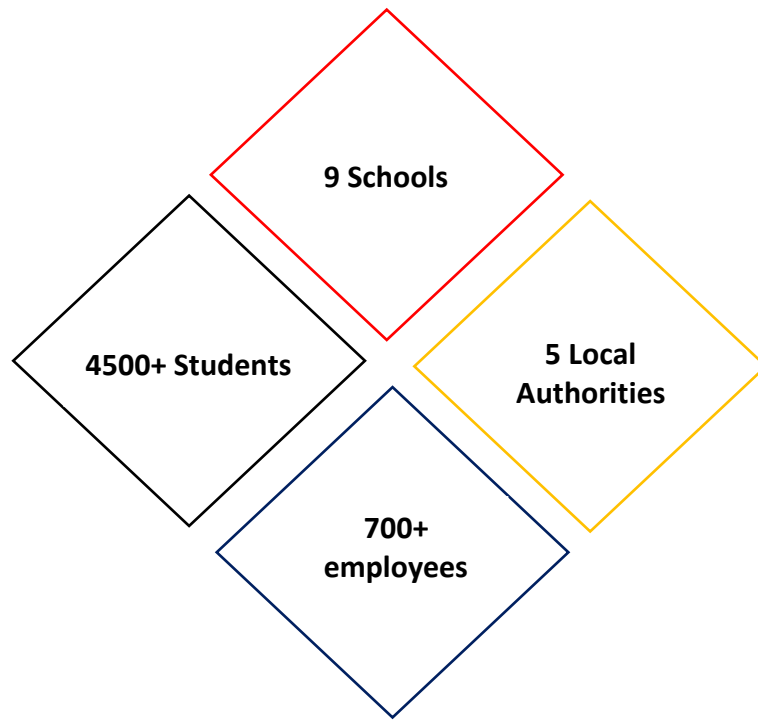 9 Schools
4500+ Students
5 Local
Authorities
700+
employees